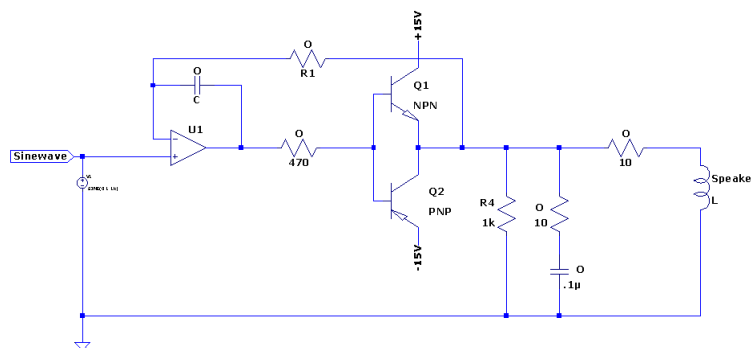 +15V
O
R1
O
C
Q1
NPN
U1
Sinewave
O
470
Q2
PNP
-15V
R4
1k
O
10
O
.1µ
O
10
Speake
L